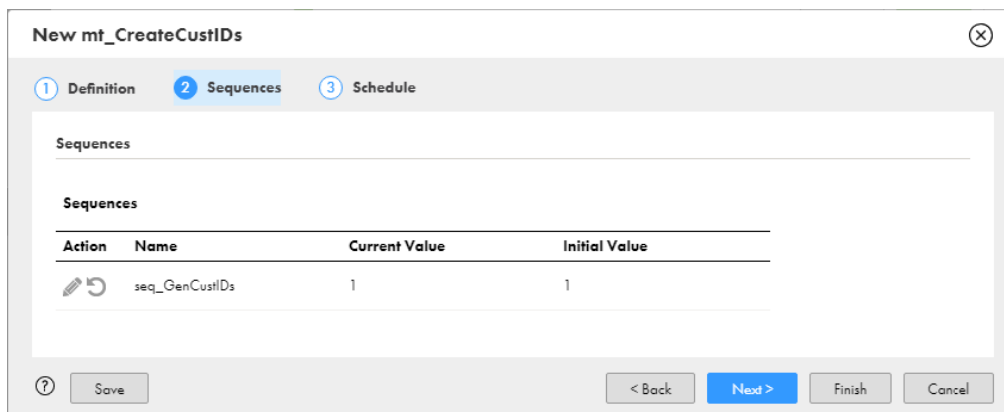 New mt_CreateCustIDs
1 Definition 2 Sequences 3 Schedule
Sequences
Sequences
Action Name Current Value Initial Value
seq_GenCustIDs 1 1
? Save < Back Next > Finish Cancel